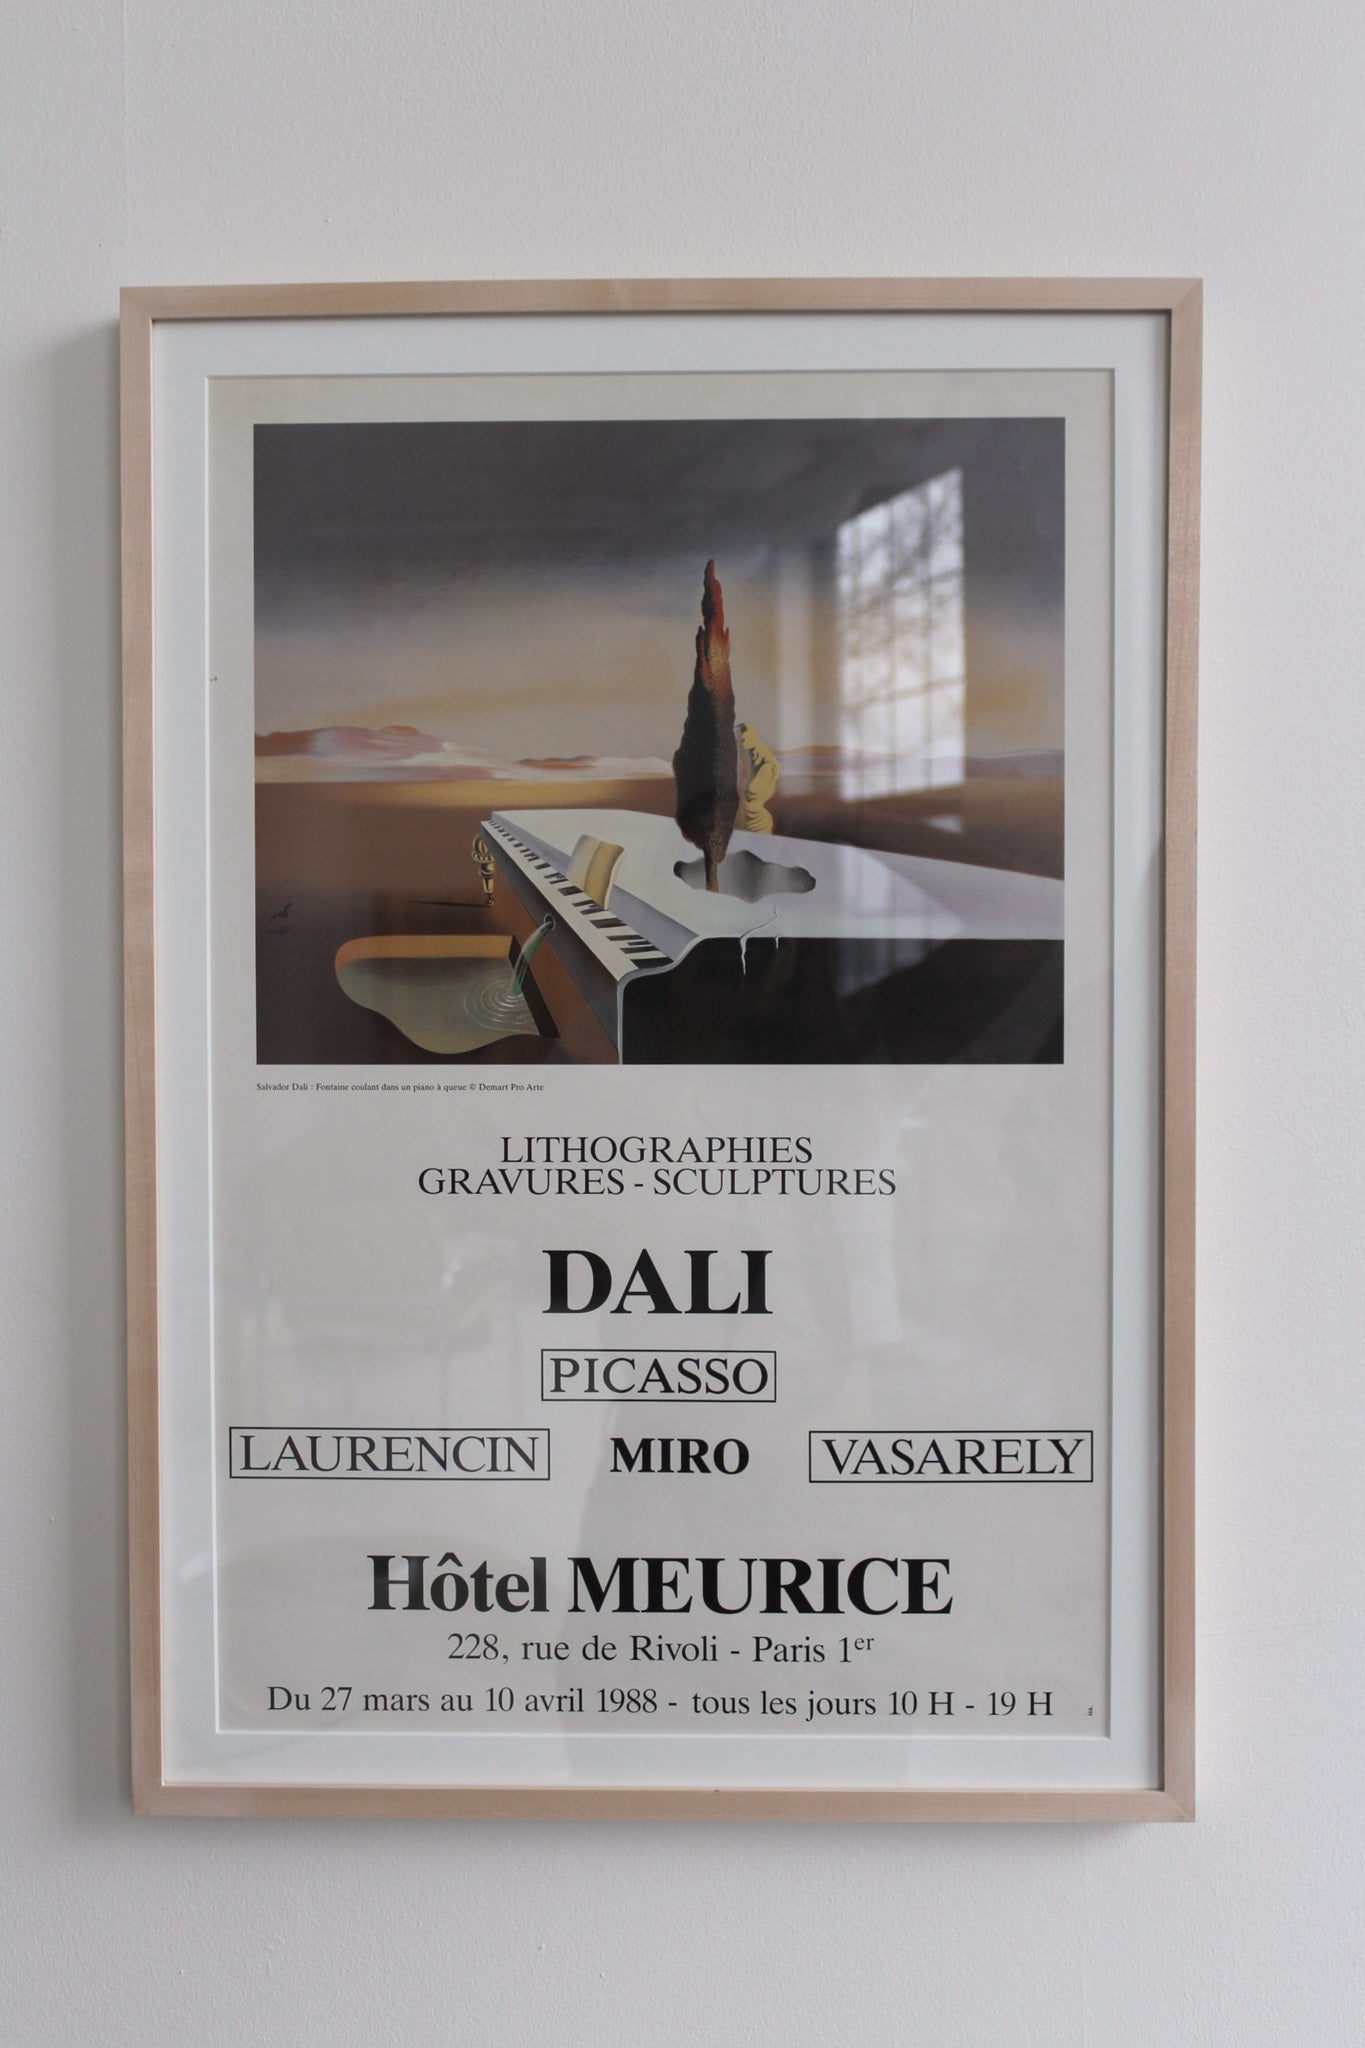 Salvador Dali : Fontaine coulant dans un piano à queue © Demart Pro Arte
LITHOGRAPHIES
GRAVURES - SCULPTURES
DALI
PICASSO
LAURENCIN MIRO VASARELY
Hôtel MEURICE
228, rue de Rivoli - Paris 1er
Du 27 mars au 10 avril 1988 - tous les jours 10 H - 19 H